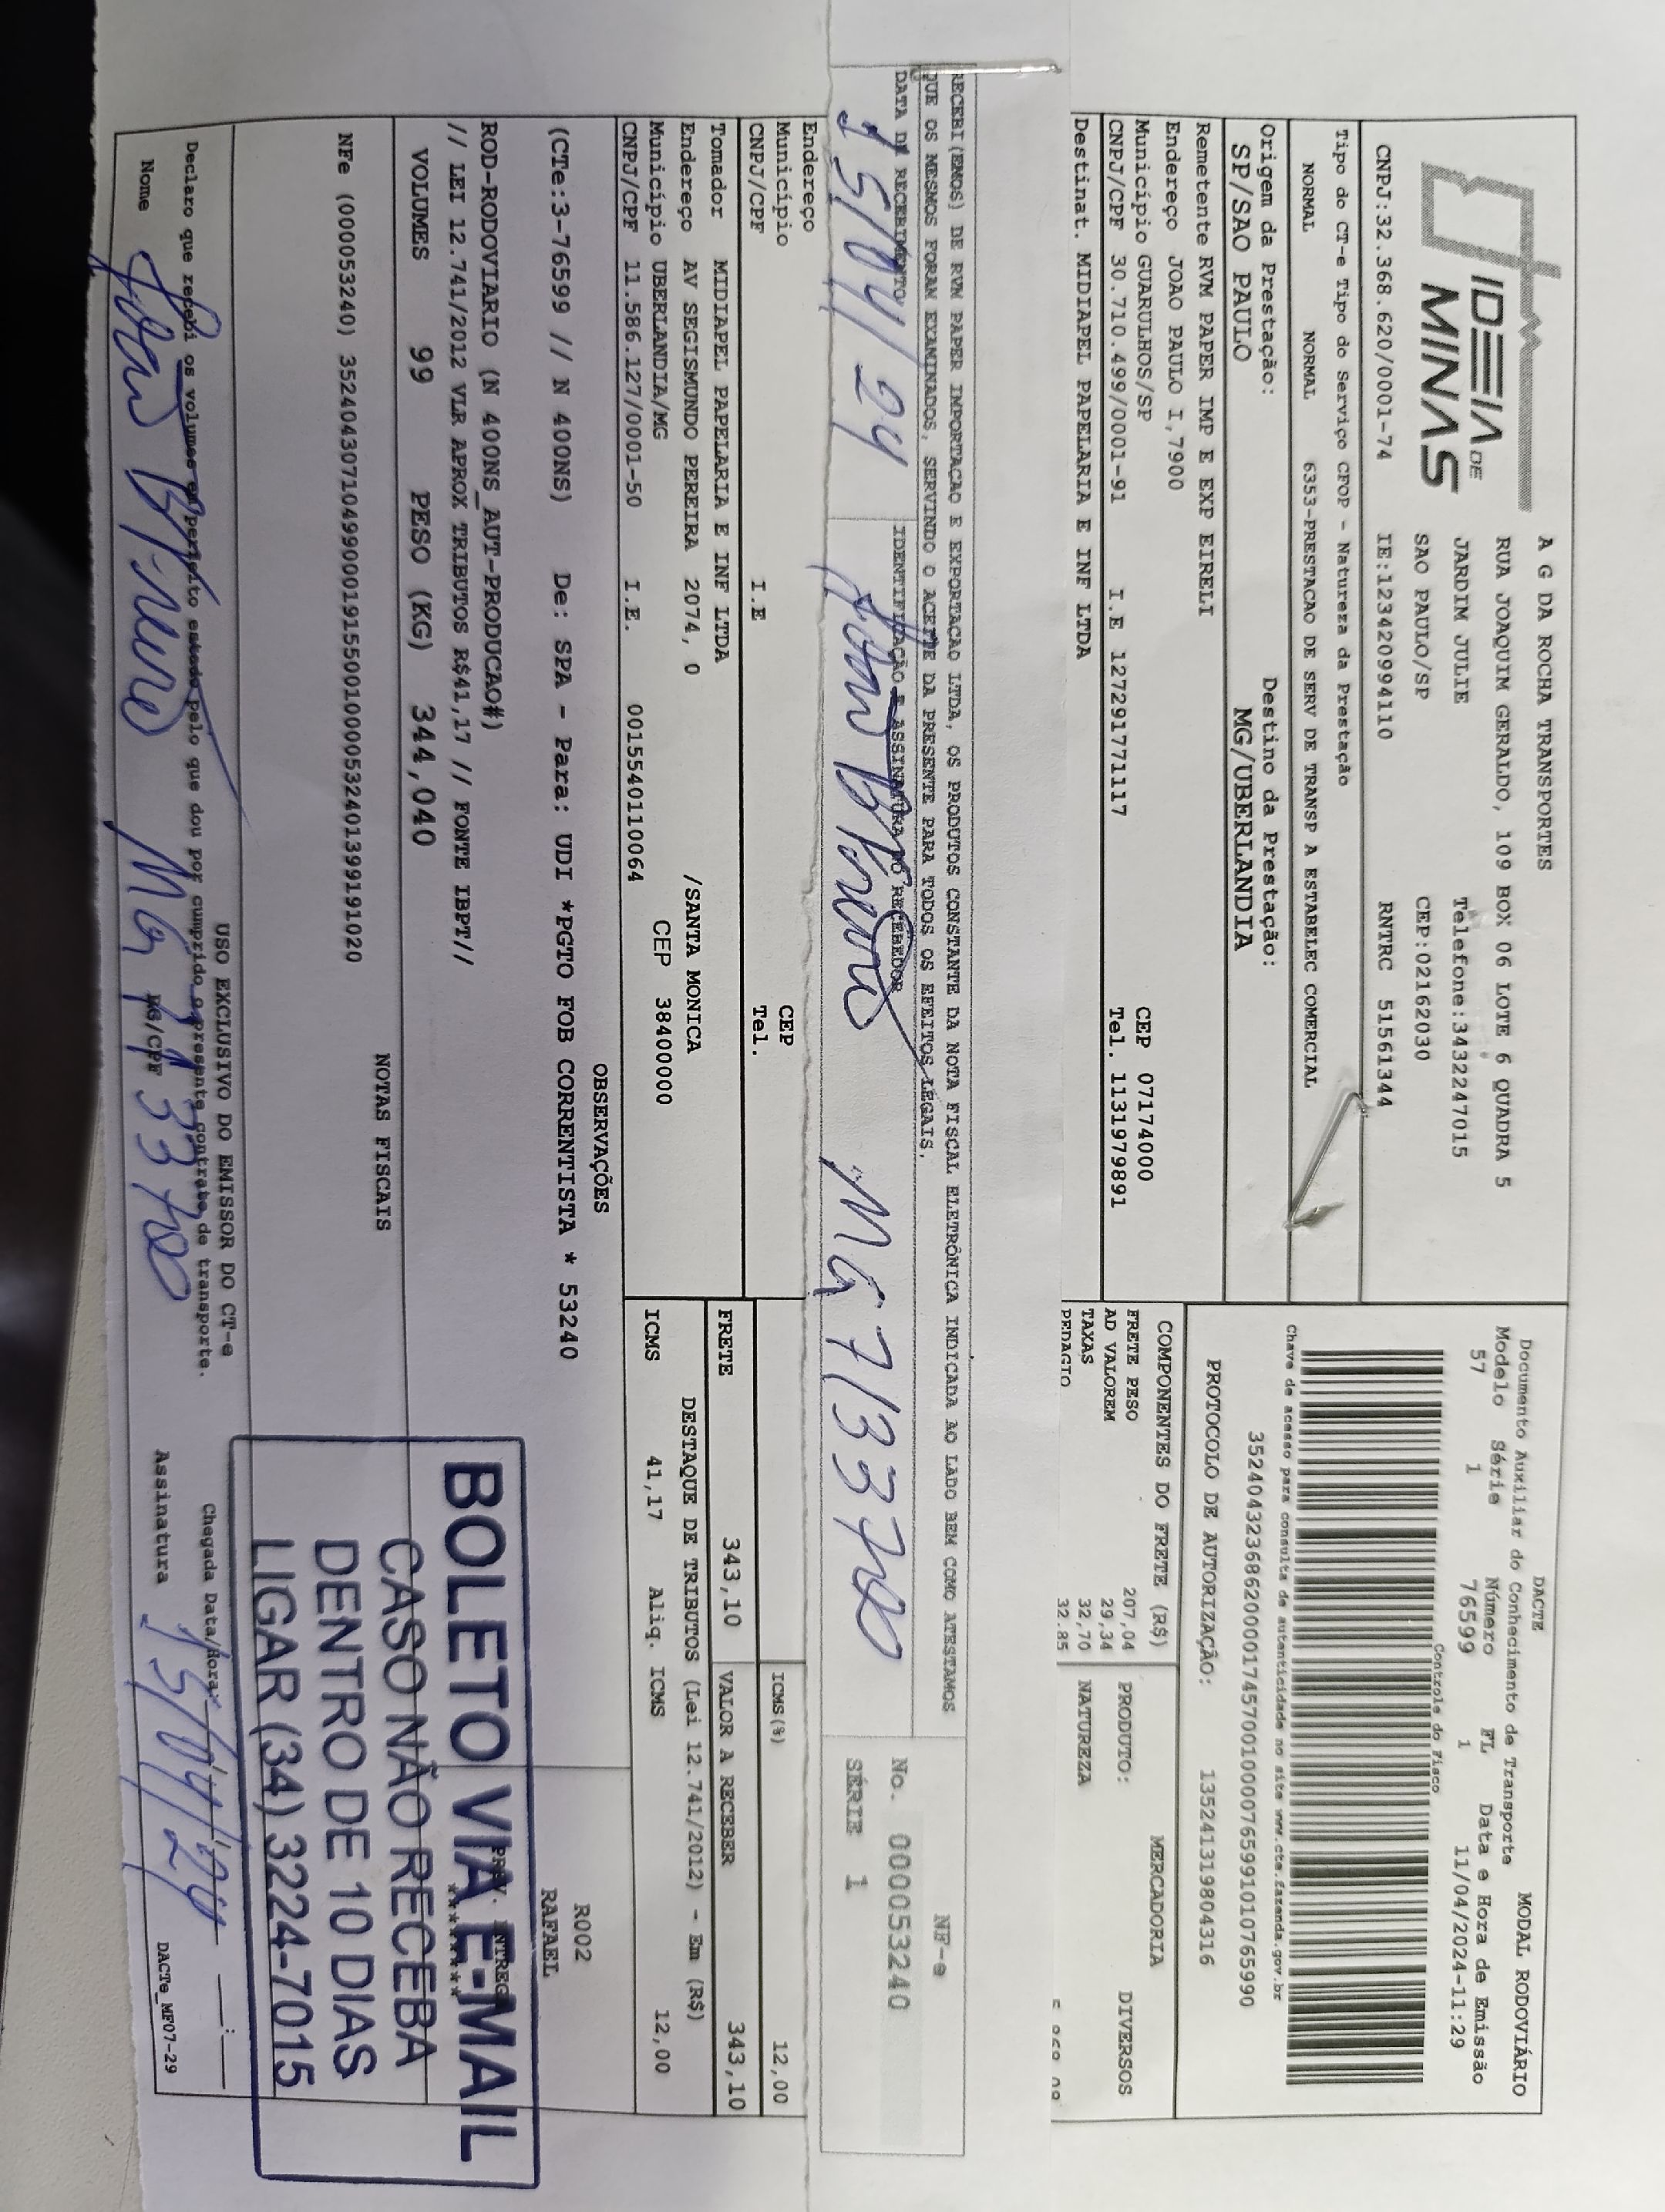 IDEIA DE
MINAS
A G DA ROCHA TRANSPORTES
RUA JOAQUIM GERALDO, 109 BOX 06 LOTE 6 QUADRA 5
JARDIM JULIE Telefone:3432247015
SAO PAULO/SP CEP:02162030
CNPJ:32.368.620/0001-74 IE:123420994110 RNTRC 51561344
DACTE
Documento Auxiliar do Conhecimento de Transporte
MODAL RODOVIÁRIO
Modelo Série Número FL Data e Hora de Emissão
57 1 76599 1 11/04/2024-11:29
Controle do Fisco
Chave de acesso para consulta de autenticidade no site www.cte.fazenda.gov.br
35240432368620000174570010000765991010765990
PROTOCOLO DE AUTORIZAÇÃO: 135241319804316
Tipo do CT-e Tipo do Serviço CFOP - Natureza da Prestação
NORMAL NORMAL 6353-PRESTACAO DE SERV DE TRANSP A ESTABELEC COMERCIAL
Origem da Prestação: Destino da Prestação:
SP/SAO PAULO MG/UBERLANDIA
Remetente RVM PAPER IMP E EXP EIRELI
Endereço JOAO PAULO I,7900
Município GUARULHOS/SP CEP 07174000
CNPJ/CPF 30.710.499/0001-91 I.E 127291771117 Tel. 1131979891
Destinat. MIDIAPEL PAPELARIA E INF LTDA
COMPONENTES DO FRETE (R$)
FRETE PESO 207,04
AD VALOREM 29,34
TAXAS 32,70
PEDAGIO 32.85
MERCADORIA
PRODUTO: DIVERSOS
NATUREZA
RECEBI(EMOS) DE RVM PAPER IMPORTAÇAO E EXPORTACAO LTDA, OS PRODUTOS CONSTANTE DA NOTA FISCAL ELETRÔNICA INDICADA AO LADO BEM COMO ATESTAMOS
QUE OS MESMOS FORAM EXAMINADOS, SERVINDO O ACEITE DA PRESENTE PARA TODOS OS EFEITOS LEGAIS.
DATA DE RECEBIMENTO IDENTIFICAÇÃO E ASSINATURA DO RECEBEDOR
15/04/24 MG 7133700
NF-e
No. 000053240
SÉRIE 1
Endereço
Município CEP
CNPJ/CPF I.E Tel.
Tomador MIDIAPEL PAPELARIA E INF LTDA
Endereço AV SEGISMUNDO PEREIRA 2074, 0 /SANTA MONICA
Município UBERLANDIA/MG CEP 38400000
CNPJ/CPF 11.586.127/0001-50 I.E. 0015540110064
ICMS(%) 12,00
FRETE 343,10 VALOR A RECEBER 343,10
DESTAQUE DE TRIBUTOS (Lei 12.741/2012) - Em (R$)
ICMS 41,17 Aliq. ICMS 12,00
OBSERVAÇÕES
(CTe:3-76599 // N 400NS) De: SPA - Para: UDI *PGTO FOB CORRENTISTA * 53240
R002
RAFAEL
ROD-RODOVIARIO (N 400NS_AUT-PRODUCAO#)
// LEI 12.741/2012 VLR APROX TRIBUTOS R$41,17 // FONTE IBPT//
VOLUMES 99 PESO (KG) 344,040
NOTAS FISCAIS
NFe (000053240) 35240430710499000191550010000532401399191020
BOLETO VIA E-MAIL
CASO NÃO RECEBA
DENTRO DE 10 DIAS
LIGAR (34) 3224-7015
USO EXCLUSIVO DO EMISSOR DO CT-e
Declaro que recebi os volumes em perfeito estado pelo que dou por cumprido o presente contrato de transporte.
Chegada Data/Hora:
Nome RG/CPF Assinatura
MG 7133700 15/04/24
DACTe_MF07-29